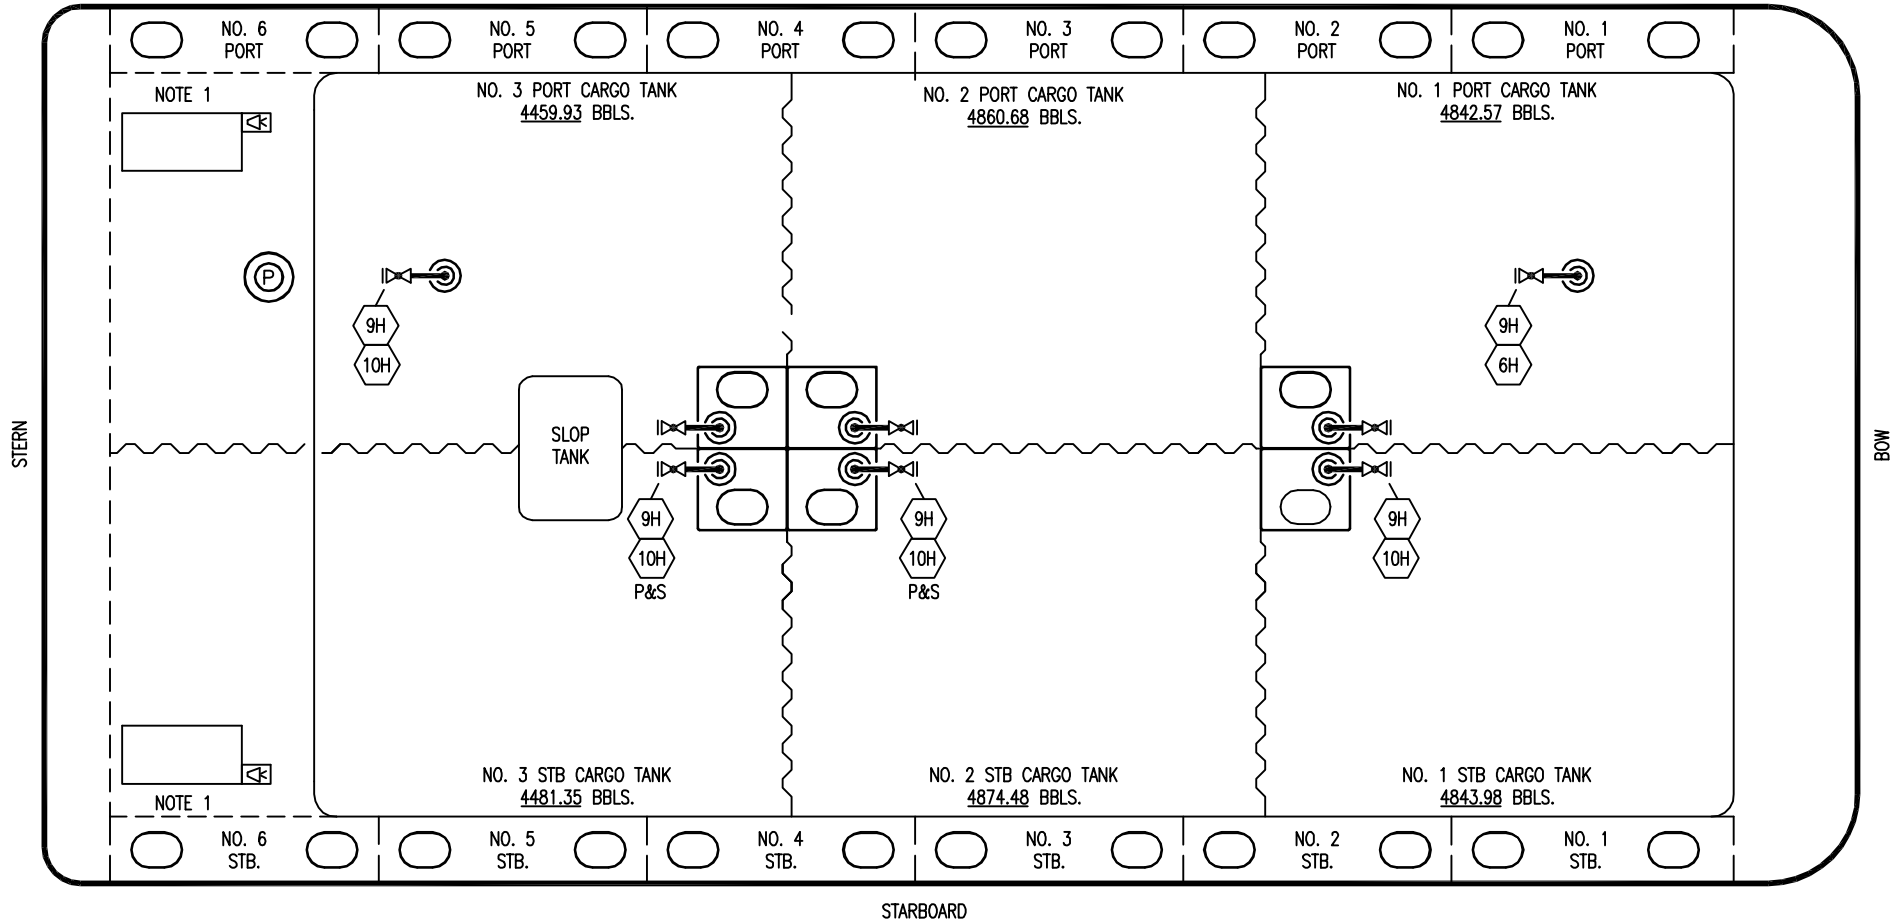 NO. 6
PORT
NO. 5
PORT
NO. 4
PORT
NO. 3
PORT
NO. 2
PORT
NO. 1
PORT
NOTE 1
NO. 3 PORT CARGO TANK
4459.93 BBLS.
NO. 2 PORT CARGO TANK
4860.68 BBLS.
NO. 1 PORT CARGO TANK
4842.57 BBLS.
P
9H
10H
9H
6H
STERN
SLOP
TANK
BOW
9H
10H
P&S
9H
10H
P&S
9H
10H
NO. 3 STB CARGO TANK
4481.35 BBLS.
NO. 2 STB CARGO TANK
4874.48 BBLS.
NO. 1 STB CARGO TANK
4843.98 BBLS.
NOTE 1
NO. 6
STB.
NO. 5
STB.
NO. 4
STB.
NO. 3
STB.
NO. 2
STB.
NO. 1
STB.
STARBOARD